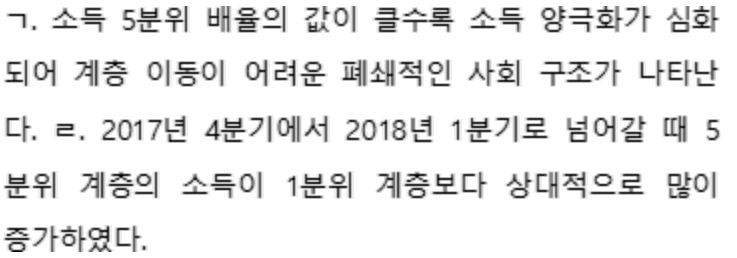 ㄱ. 소득 5분위 배율의 값이 클수록 소득 양극화가 심화
되어 계층 이동이 어려운 폐쇄적인 사회 구조가 나타난
다. ㄹ. 2017년 4분기에서 2018년 1분기로 넘어갈 때 5
분위 계층의 소득이 1분위 계층보다 상대적으로 많이
증가하였다.